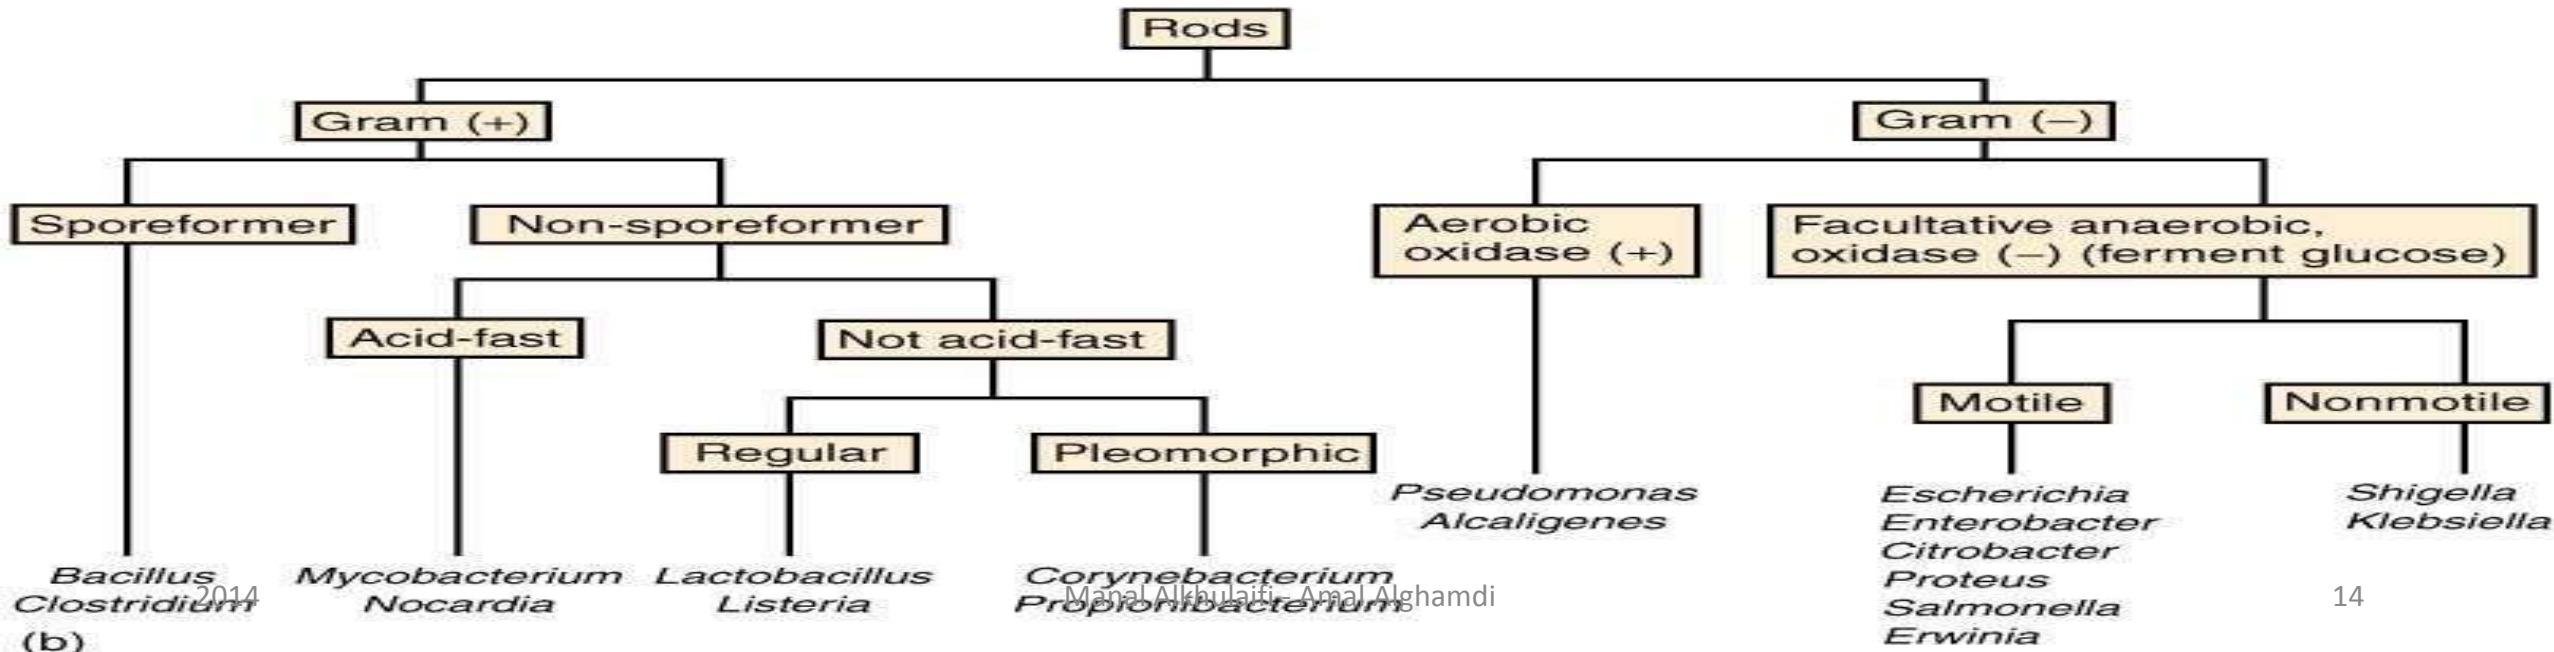 Rods
Gram (+)
Gram (−)
Sporeformer
Non-sporeformer
Aerobic
oxidase (+)
Facultative anaerobic,
oxidase (−) (ferment glucose)
Acid-fast
Not acid-fast
Motile
Nonmotile
Regular
Pleomorphic
Pseudomonas
Alcaligenes
Escherichia
Enterobacter
Citrobacter
Proteus
Salmonella
Erwinia
Shigella
Klebsiella
Bacillus
Clostridium
Mycobacterium
Nocardia
Lactobacillus
Listeria
Corynebacterium
Propionibacterium
(b)
2014
Manal Alkhulaifi - Amal Alghamdi
14